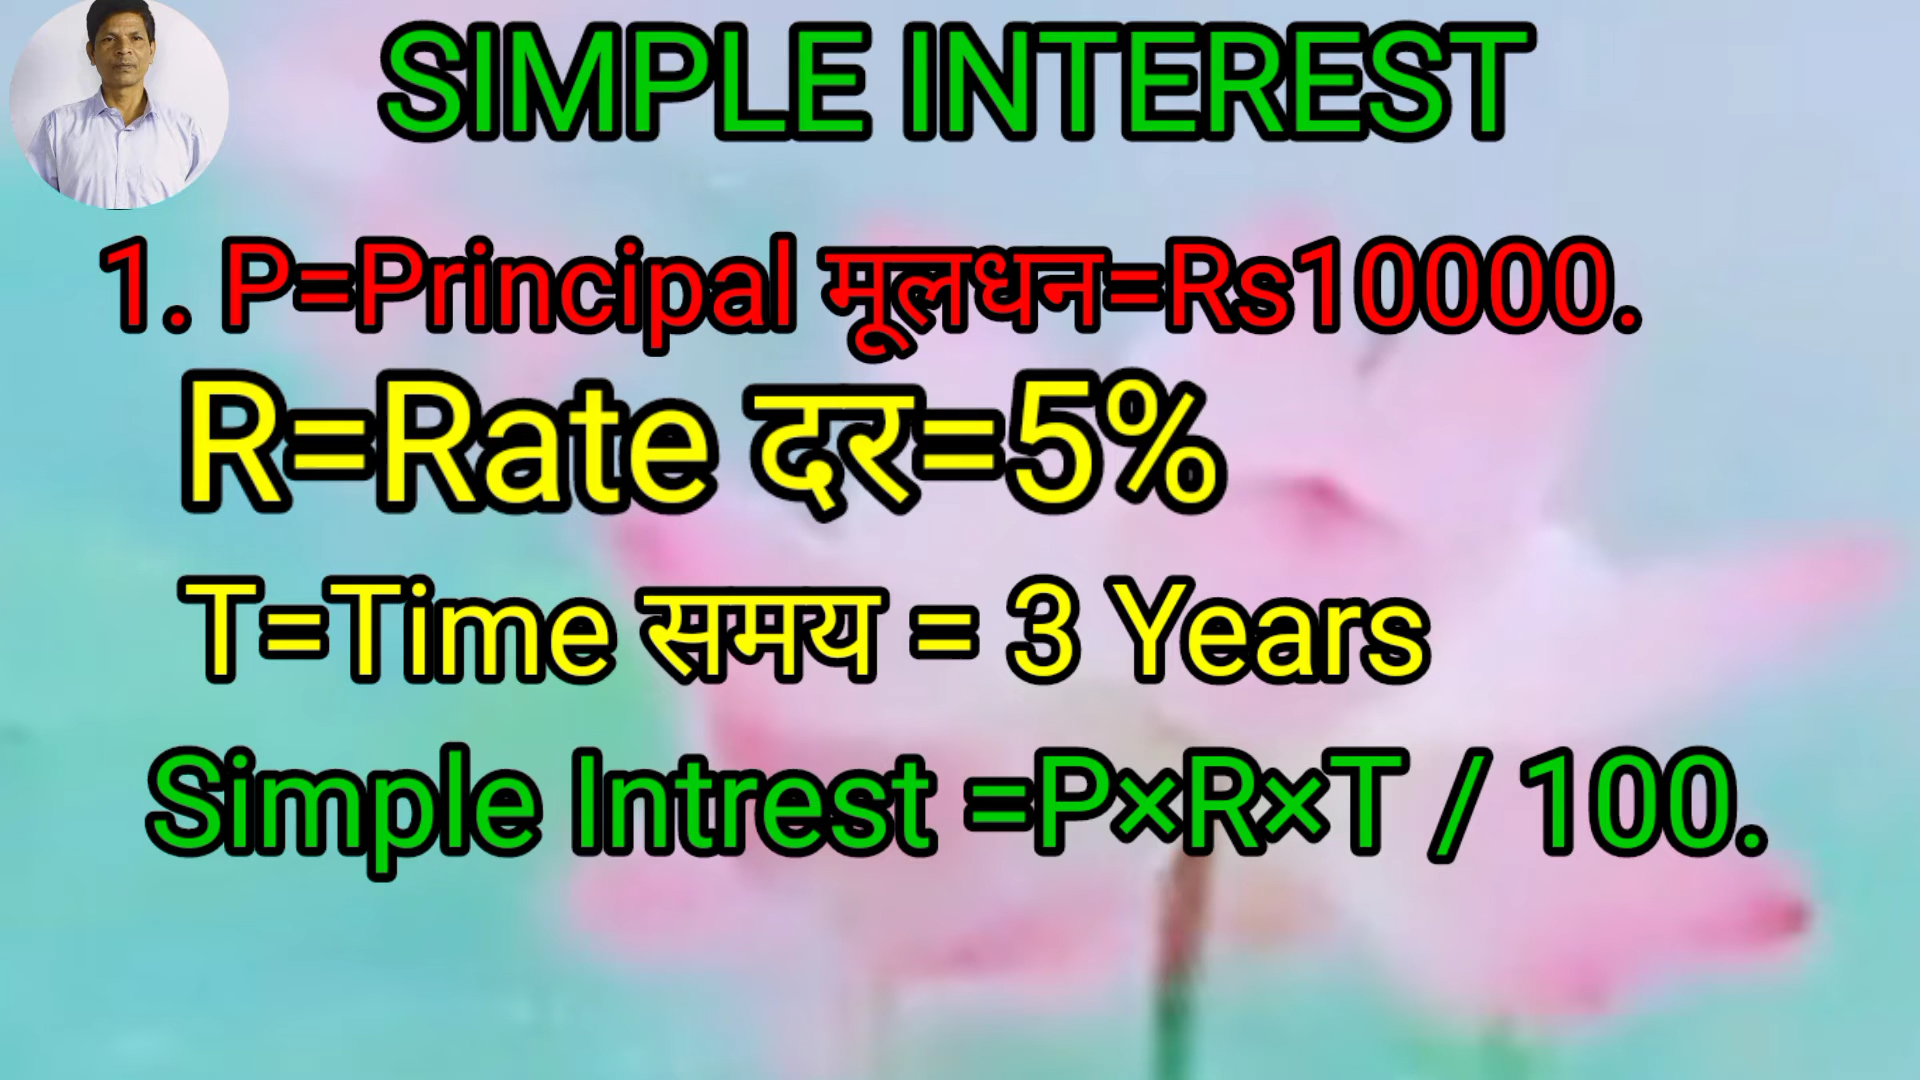 SIMPLE INTEREST
1. P=Principal मूलधन=Rs10000.
R=Rate दर=5%
T=Time समय = 3 Years
Simple Intrest =P×R×T / 100.